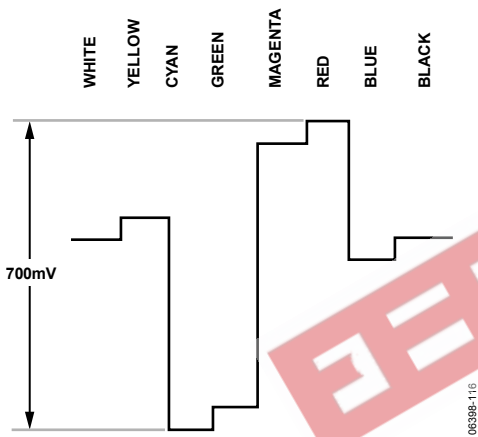 WHITE
YELLOW
CYAN
GREEN
MAGENTA
RED
BLUE
BLACK
700mV
06398-116